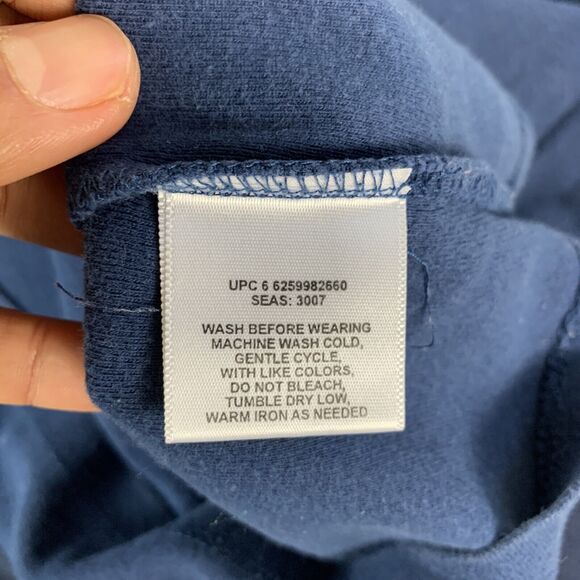 UPC 6 6259982660
SEAS: 3007
WASH BEFORE WEARING
MACHINE WASH COLD,
GENTLE CYCLE,
WITH LIKE COLORS,
DO NOT BLEACH,
TUMBLE DRY LOW,
WARM IRON AS NEEDED